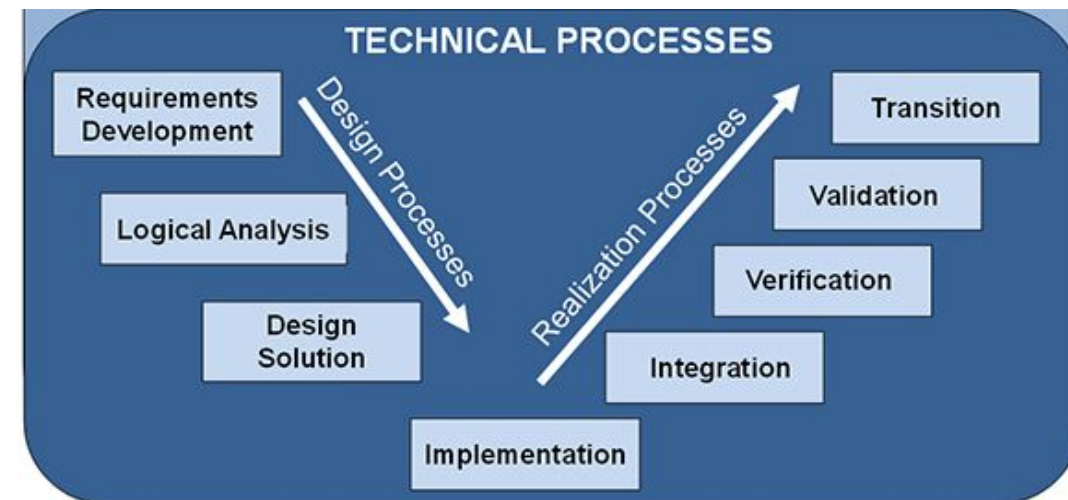 TECHNICAL PROCESSES
Requirements
Development
Logical Analysis
Design
Solution
Design Processes
Implementation
Realization Processes
Integration
Verification
Validation
Transition